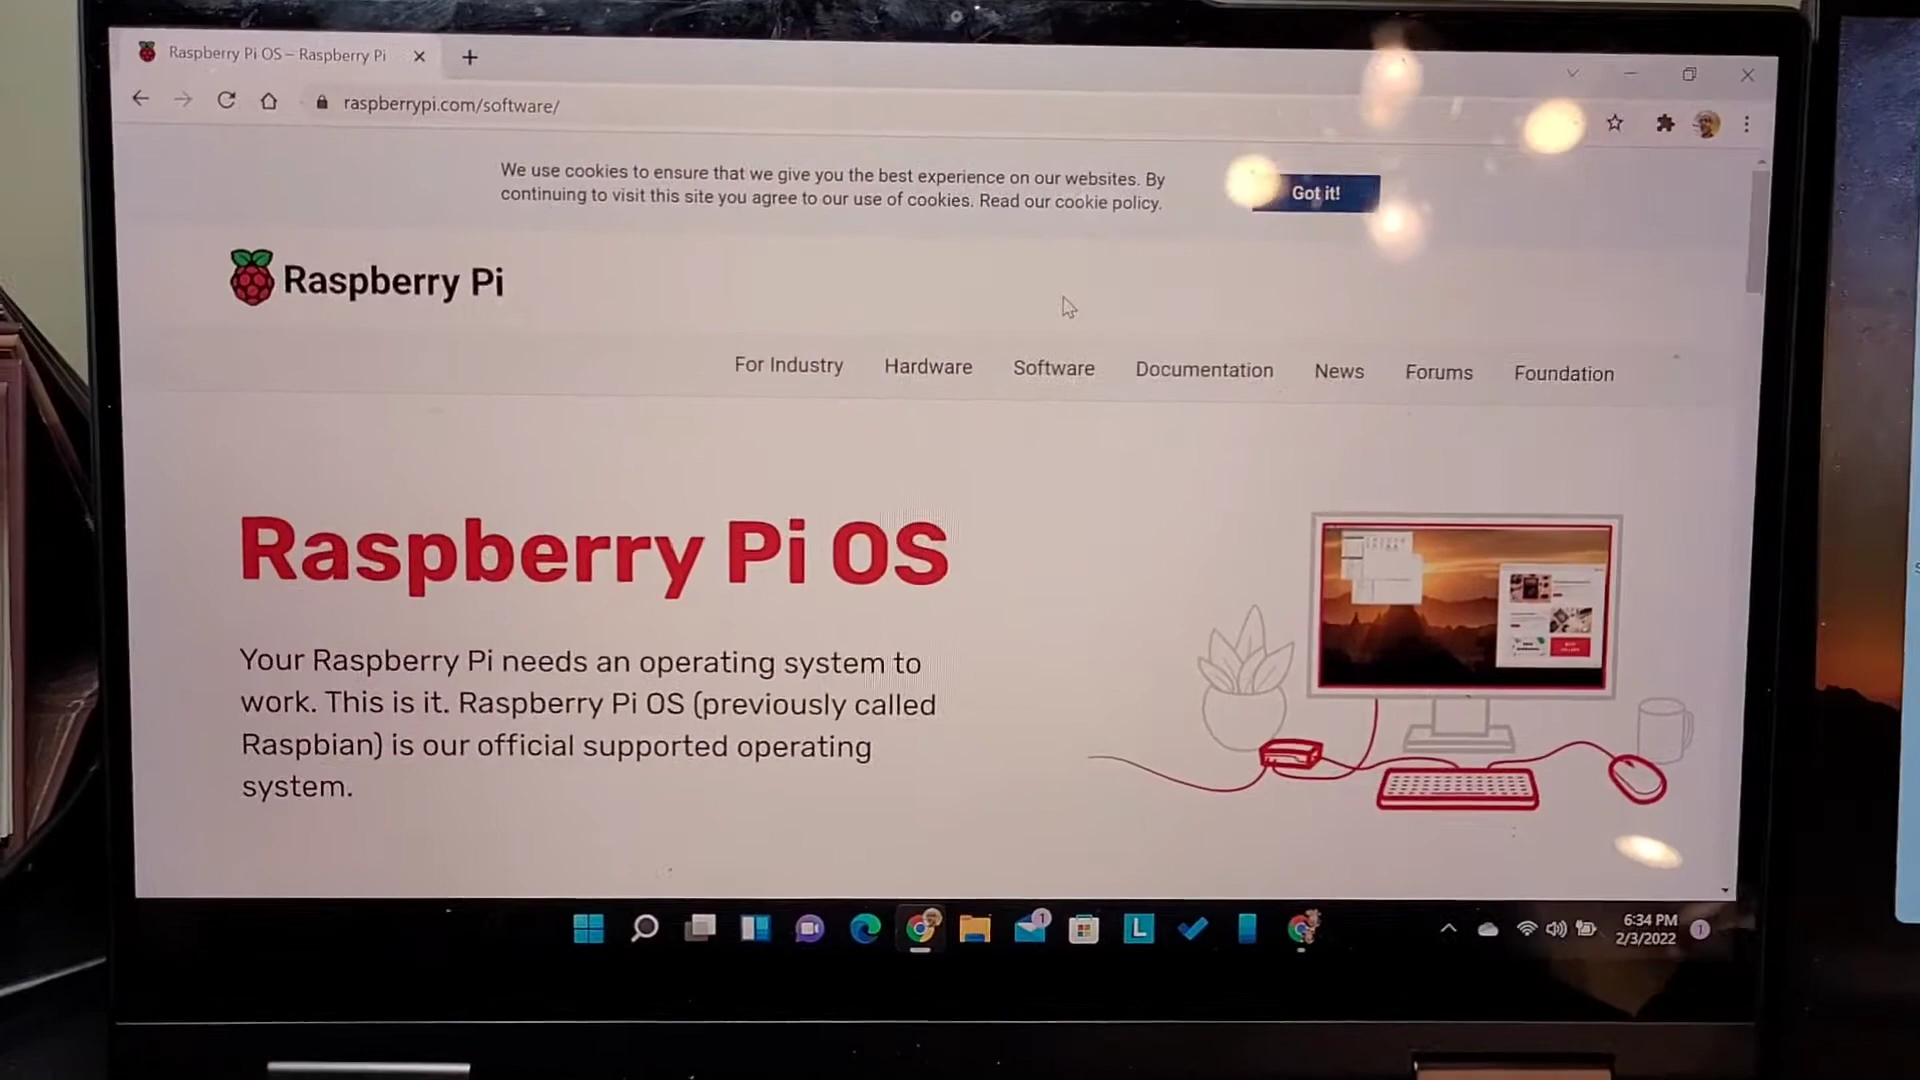 Raspberry Pi OS – Raspberry Pi
raspberrypi.com/software/
We use cookies to ensure that we give you the best experience on our websites. By
continuing to visit this site you agree to our use of cookies. Read our cookie policy.
Got it!
Raspberry Pi
For Industry Hardware Software Documentation News Forums Foundation
Raspberry Pi OS
Your Raspberry Pi needs an operating system to
work. This is it. Raspberry Pi OS (previously called
Raspbian) is our official supported operating
system.
1
L
6:34 PM
2/3/2022
1